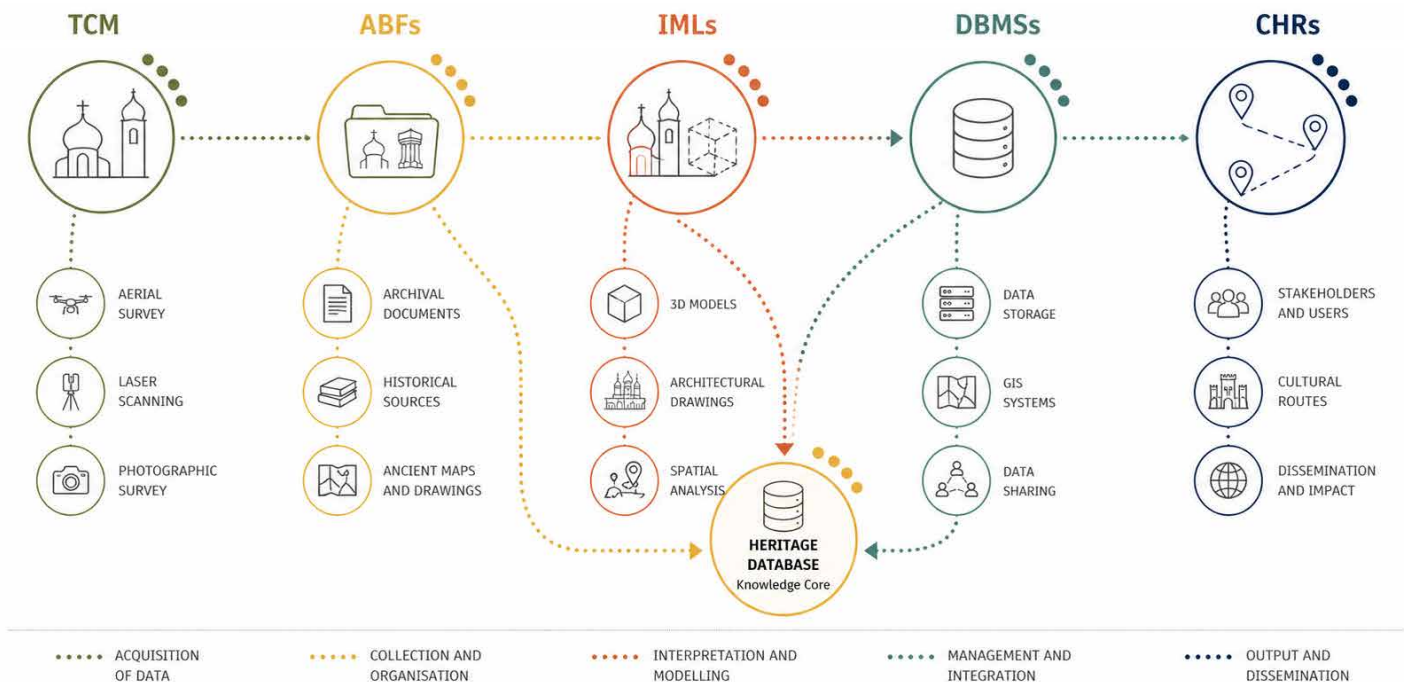 TCM
ABFs
IMLs
DBMSs
CHRs
AERIAL
SURVEY
LASER
SCANNING
PHOTOGRAPHIC
SURVEY
ARCHIVAL
DOCUMENTS
HISTORICAL
SOURCES
ANCIENT MAPS
AND DRAWINGS
3D MODELS
ARCHITECTURAL
DRAWINGS
SPATIAL
ANALYSIS
HERITAGE
DATABASE
Knowledge Core
DATA
STORAGE
GIS
SYSTEMS
DATA
SHARING
STAKEHOLDERS
AND USERS
CULTURAL
ROUTES
DISSEMINATION
AND IMPACT
ACQUISITION
OF DATA
COLLECTION AND
ORGANISATION
INTERPRETATION AND
MODELLING
MANAGEMENT AND
INTEGRATION
OUTPUT AND
DISSEMINATION